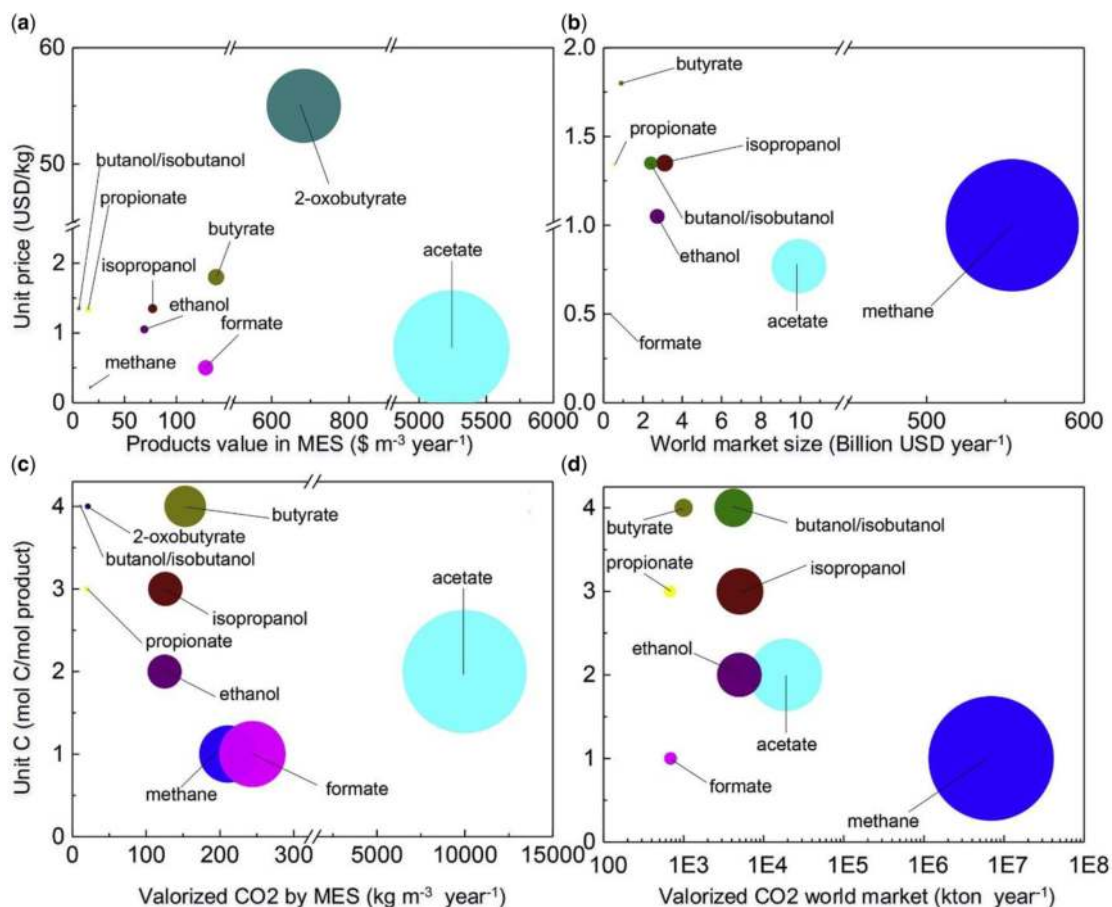 (a)
60
50
2
1
0
Unit price (USD/kg)
butanol/isobutanol
propionate
isopropanol
ethanol
butyrate
formate
methane
2-oxobutyrate
acetate
0 25 50 75 100 125 600 800 5000 5250 5500 5750 6000
Products value in MES ($ m⁻³ year⁻¹)
(b)
2.0
1.5
1.0
0.5
0.0
butyrate
propionate
isopropanol
butanol/isobutanol
ethanol
acetate
formate
methane
0 2 4 6 8 10 500 600
World market size (Billion USD year⁻¹)
(c)
4
3
2
1
0
Unit C (mol C/mol product)
butyrate
2-oxobutyrate
butanol/isobutanol
acetate
isopropanol
propionate
ethanol
methane
formate
0 100 200 300 5000 10000 15000
Valorized CO2 by MES (kg m⁻³ year⁻¹)
(d)
4
3
2
1
0
butyrate
butanol/isobutanol
propionate
isopropanol
ethanol
acetate
formate
methane
100 1E3 1E4 1E5 1E6 1E7 1E8
Valorized CO2 world market (kton year⁻¹)